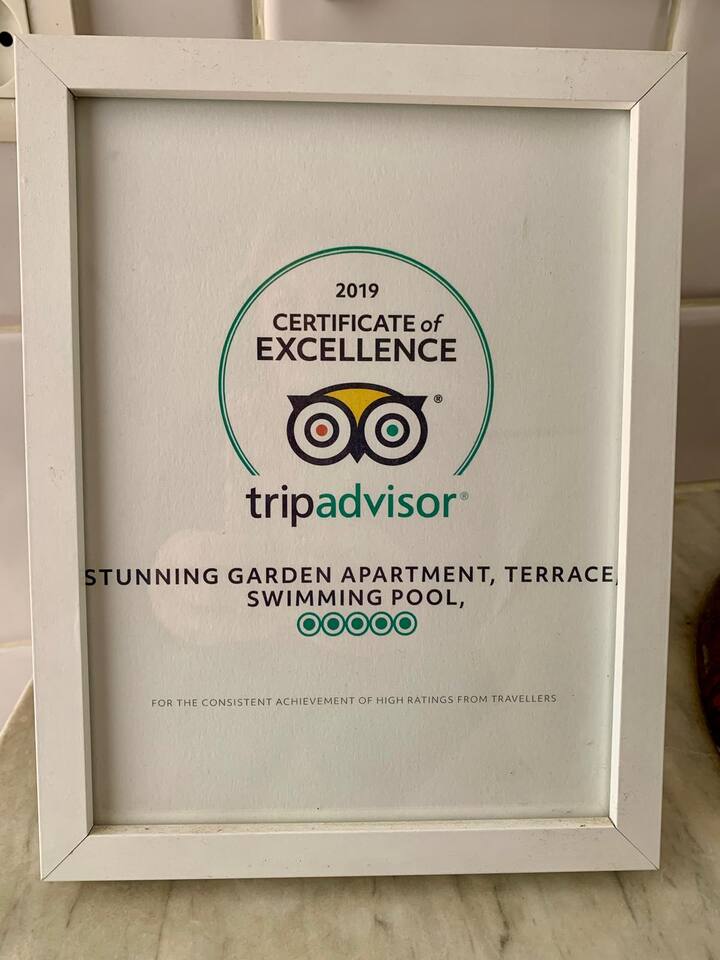 2019
CERTIFICATE of
EXCELLENCE
®
tripadvisor®
STUNNING GARDEN APARTMENT, TERRACE,
SWIMMING POOL,
FOR THE CONSISTENT ACHIEVEMENT OF HIGH RATINGS FROM TRAVELLERS